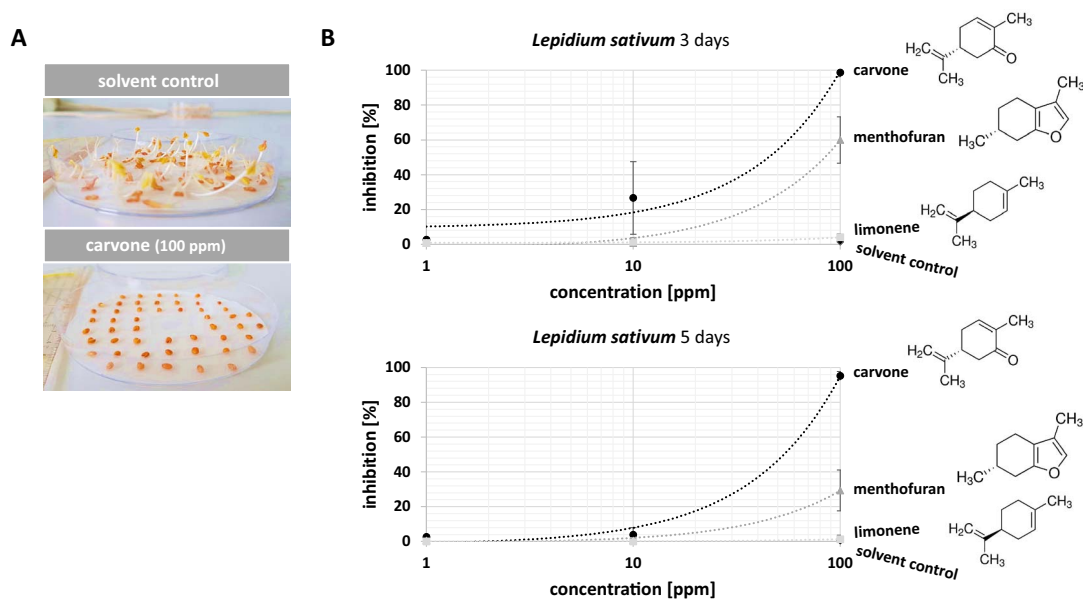 A
solvent control
carvone (100 ppm)
B
Lepidium sativum 3 days
inhibition [%]
100
80
60
40
20
0
1
10
100
concentration [ppm]
carvone
menthofuran
limonene
solvent control
CH3
H2C
O
CH3
CH3
H3C
O
CH3
H2C
CH3
Lepidium sativum 5 days
inhibition [%]
100
80
60
40
20
0
1
10
100
concentration [ppm]
carvone
menthofuran
limonene
solvent control
CH3
H2C
O
CH3
CH3
H3C
O
CH3
H2C
CH3